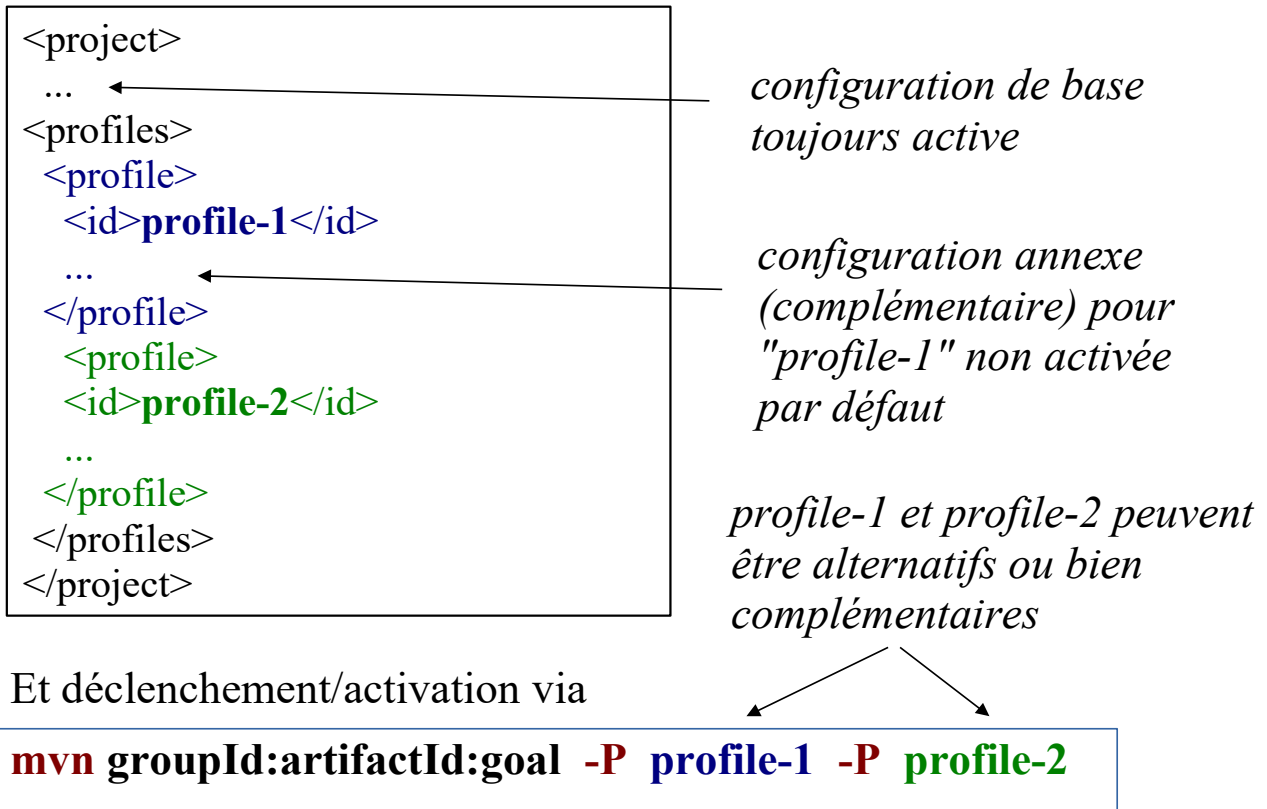 <project>
...
<profiles>
<profile>
<id>profile-1</id>
...
</profile>
<profile>
<id>profile-2</id>
...
</profile>
</profiles>
</project>
configuration de base
toujours active
configuration annexe
(complémentaire) pour
"profile-1" non activée
par défaut
profile-1 et profile-2 peuvent
être alternatifs ou bien
complémentaires
Et déclenchement/activation via
mvn groupId:artifactId:goal -P profile-1 -P profile-2